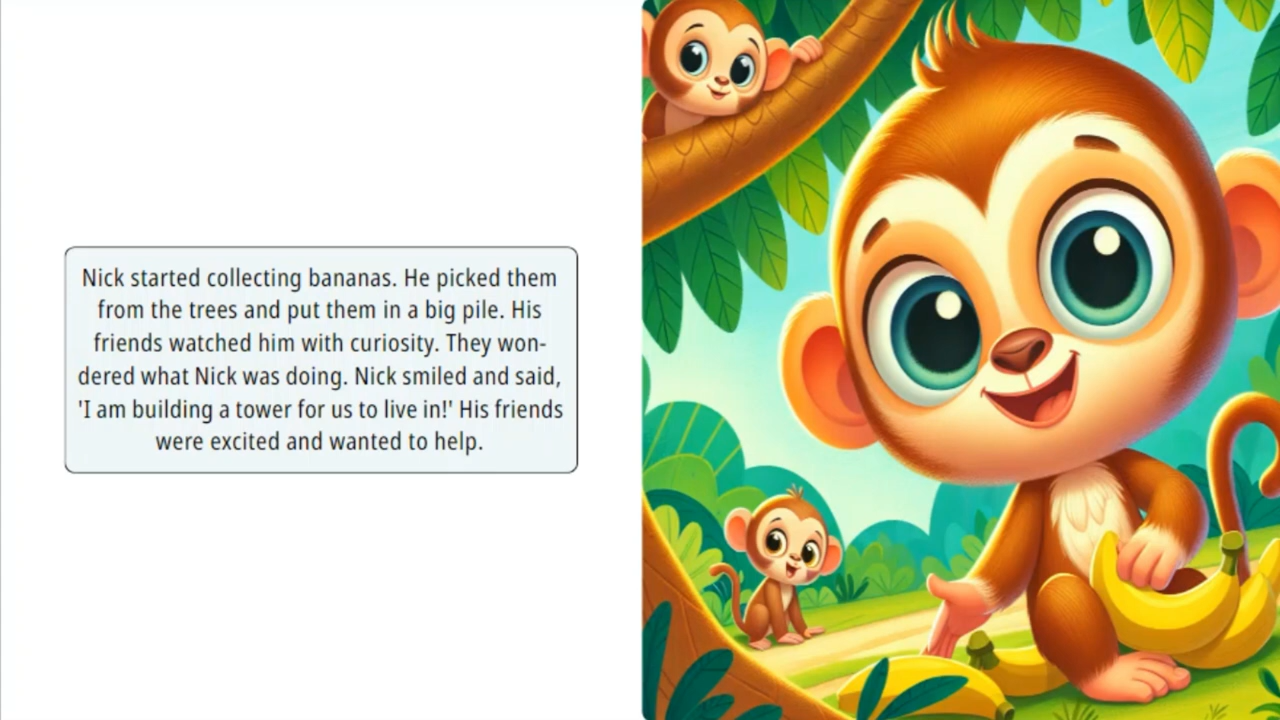 Nick started collecting bananas. He picked them
from the trees and put them in a big pile. His
friends watched him with curiosity. They won-
dered what Nick was doing. Nick smiled and said,
'I am building a tower for us to live in!' His friends
were excited and wanted to help.